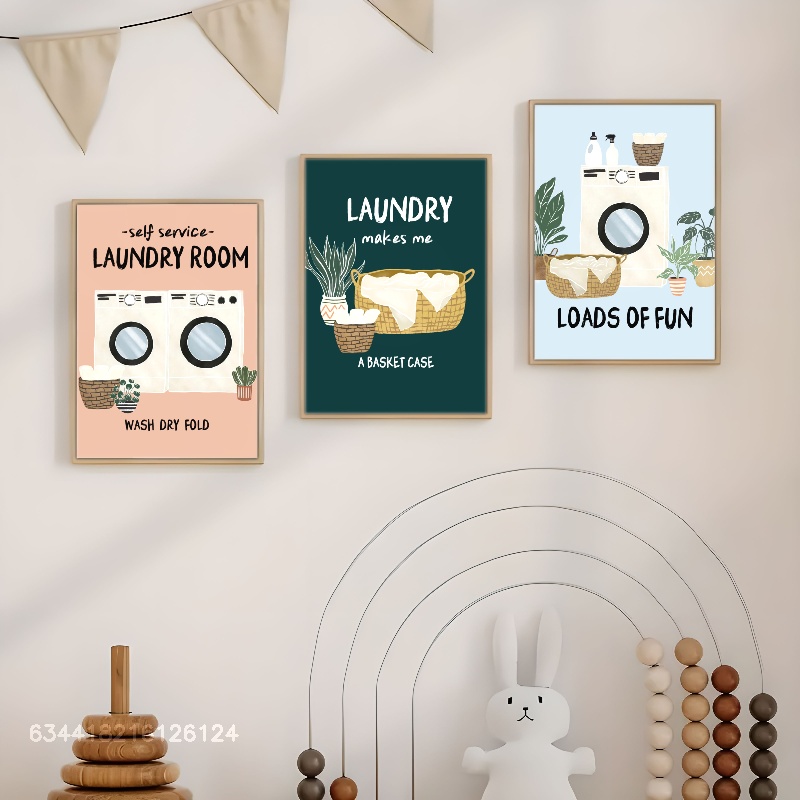 -self service-
LAUNDRY ROOM
WASH DRY FOLD
LAUNDRY
makes me
A BASKET CASE
LOADS OF FUN